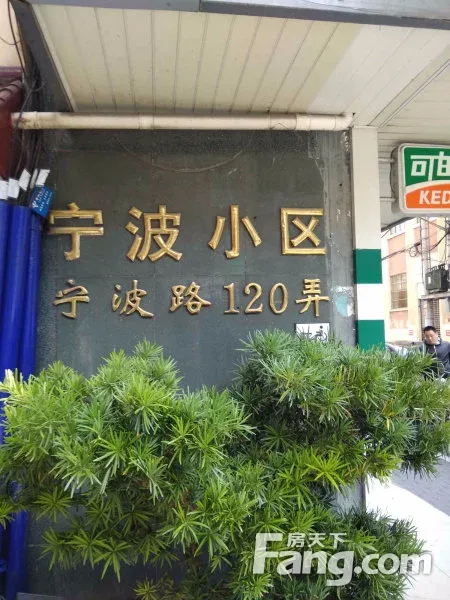 宁波小区
宁波路120弄
可的
KED
房天下
Fang.com